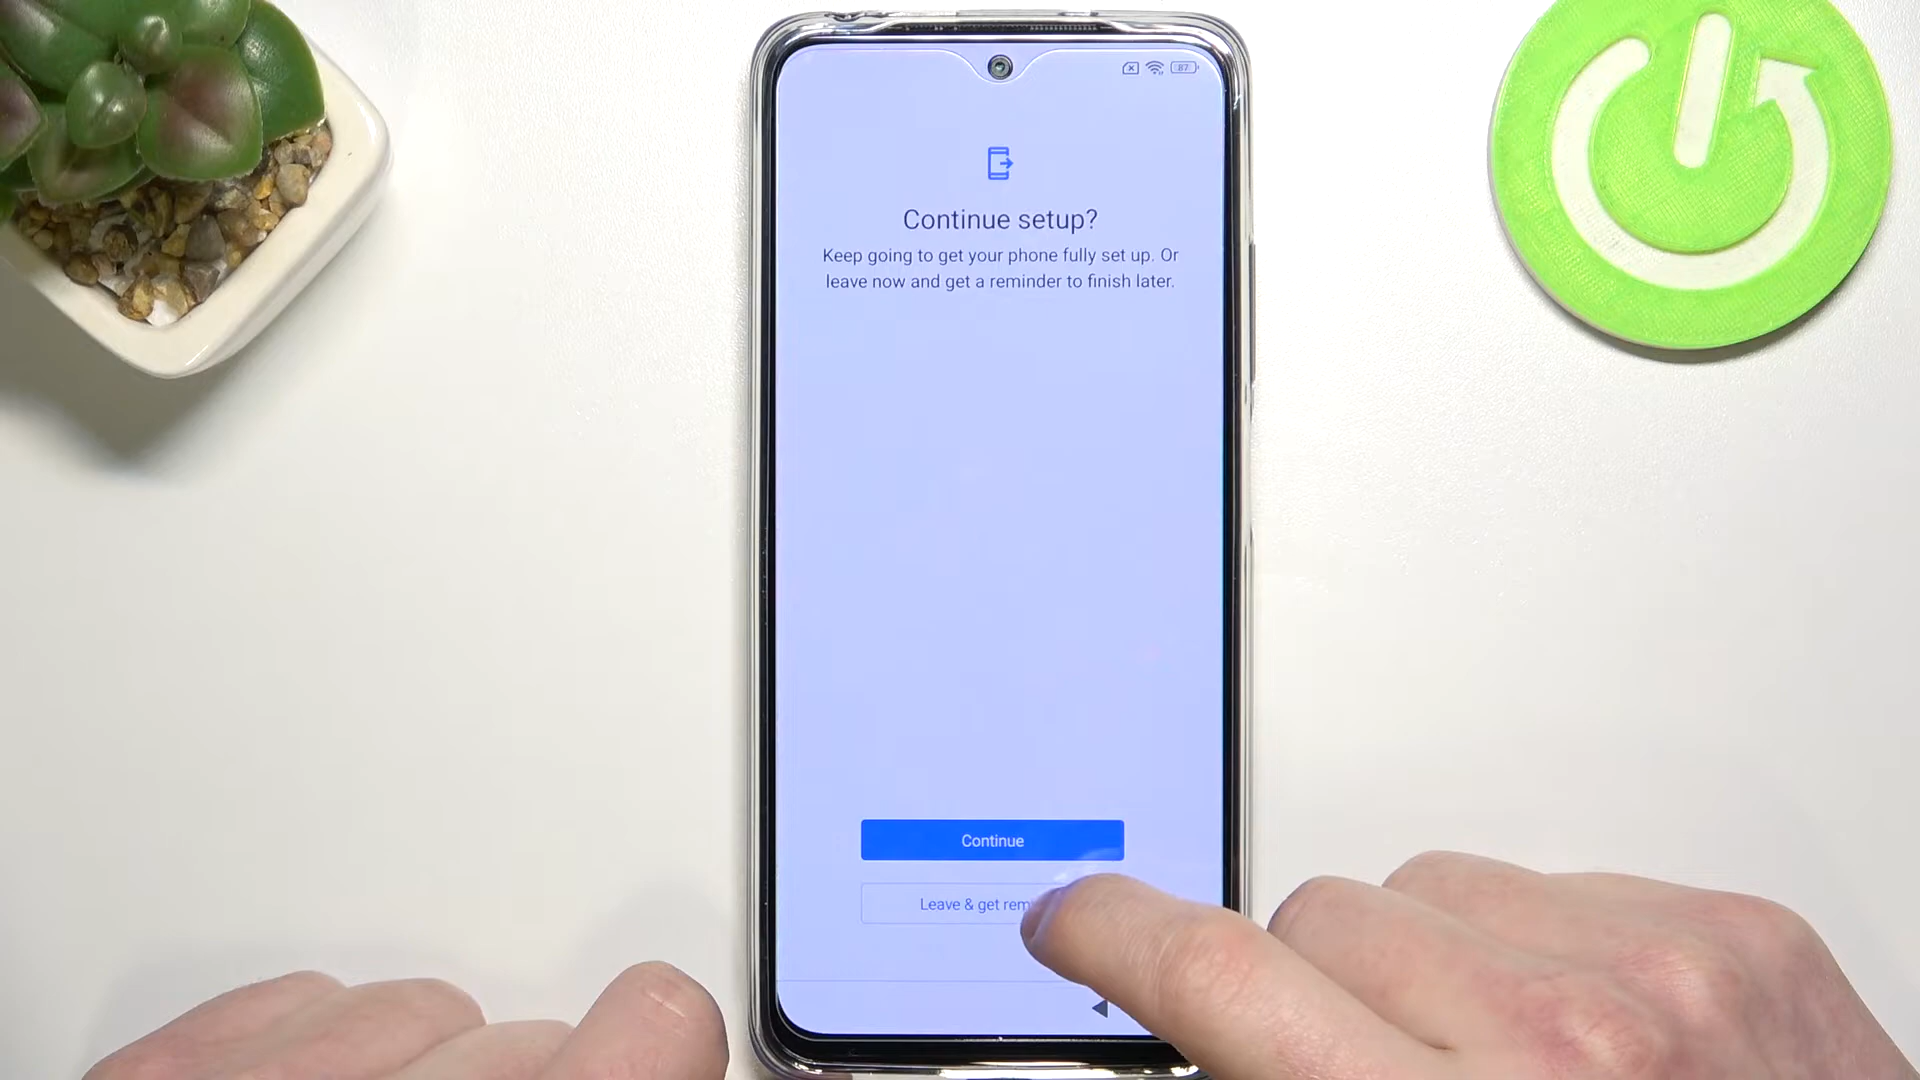 87
Continue setup?
Keep going to get your phone fully set up. Or
leave now and get a reminder to finish later.
Continue
Leave & get